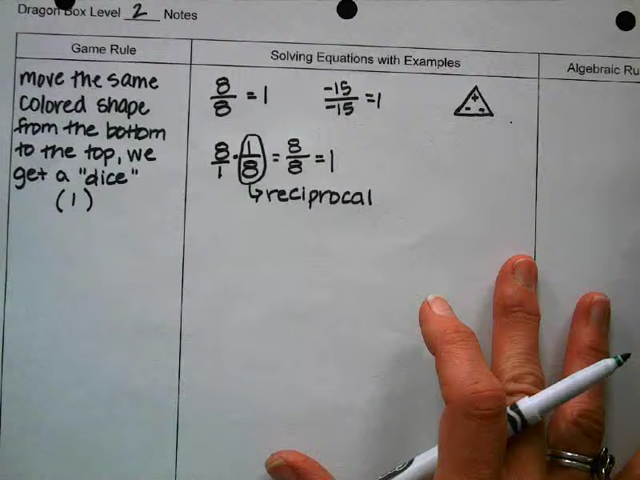 Dragon Box Level 2 Notes
Game Rule
Solving Equations with Examples
Algebraic Ru
move the same
colored shape
from the bottom
to the top, we
get a "dice"
(1)
8/8 = 1
-15/-15 = 1
+
- -
8/1 · 1/8 = 8/8 = 1
↳ reciprocal